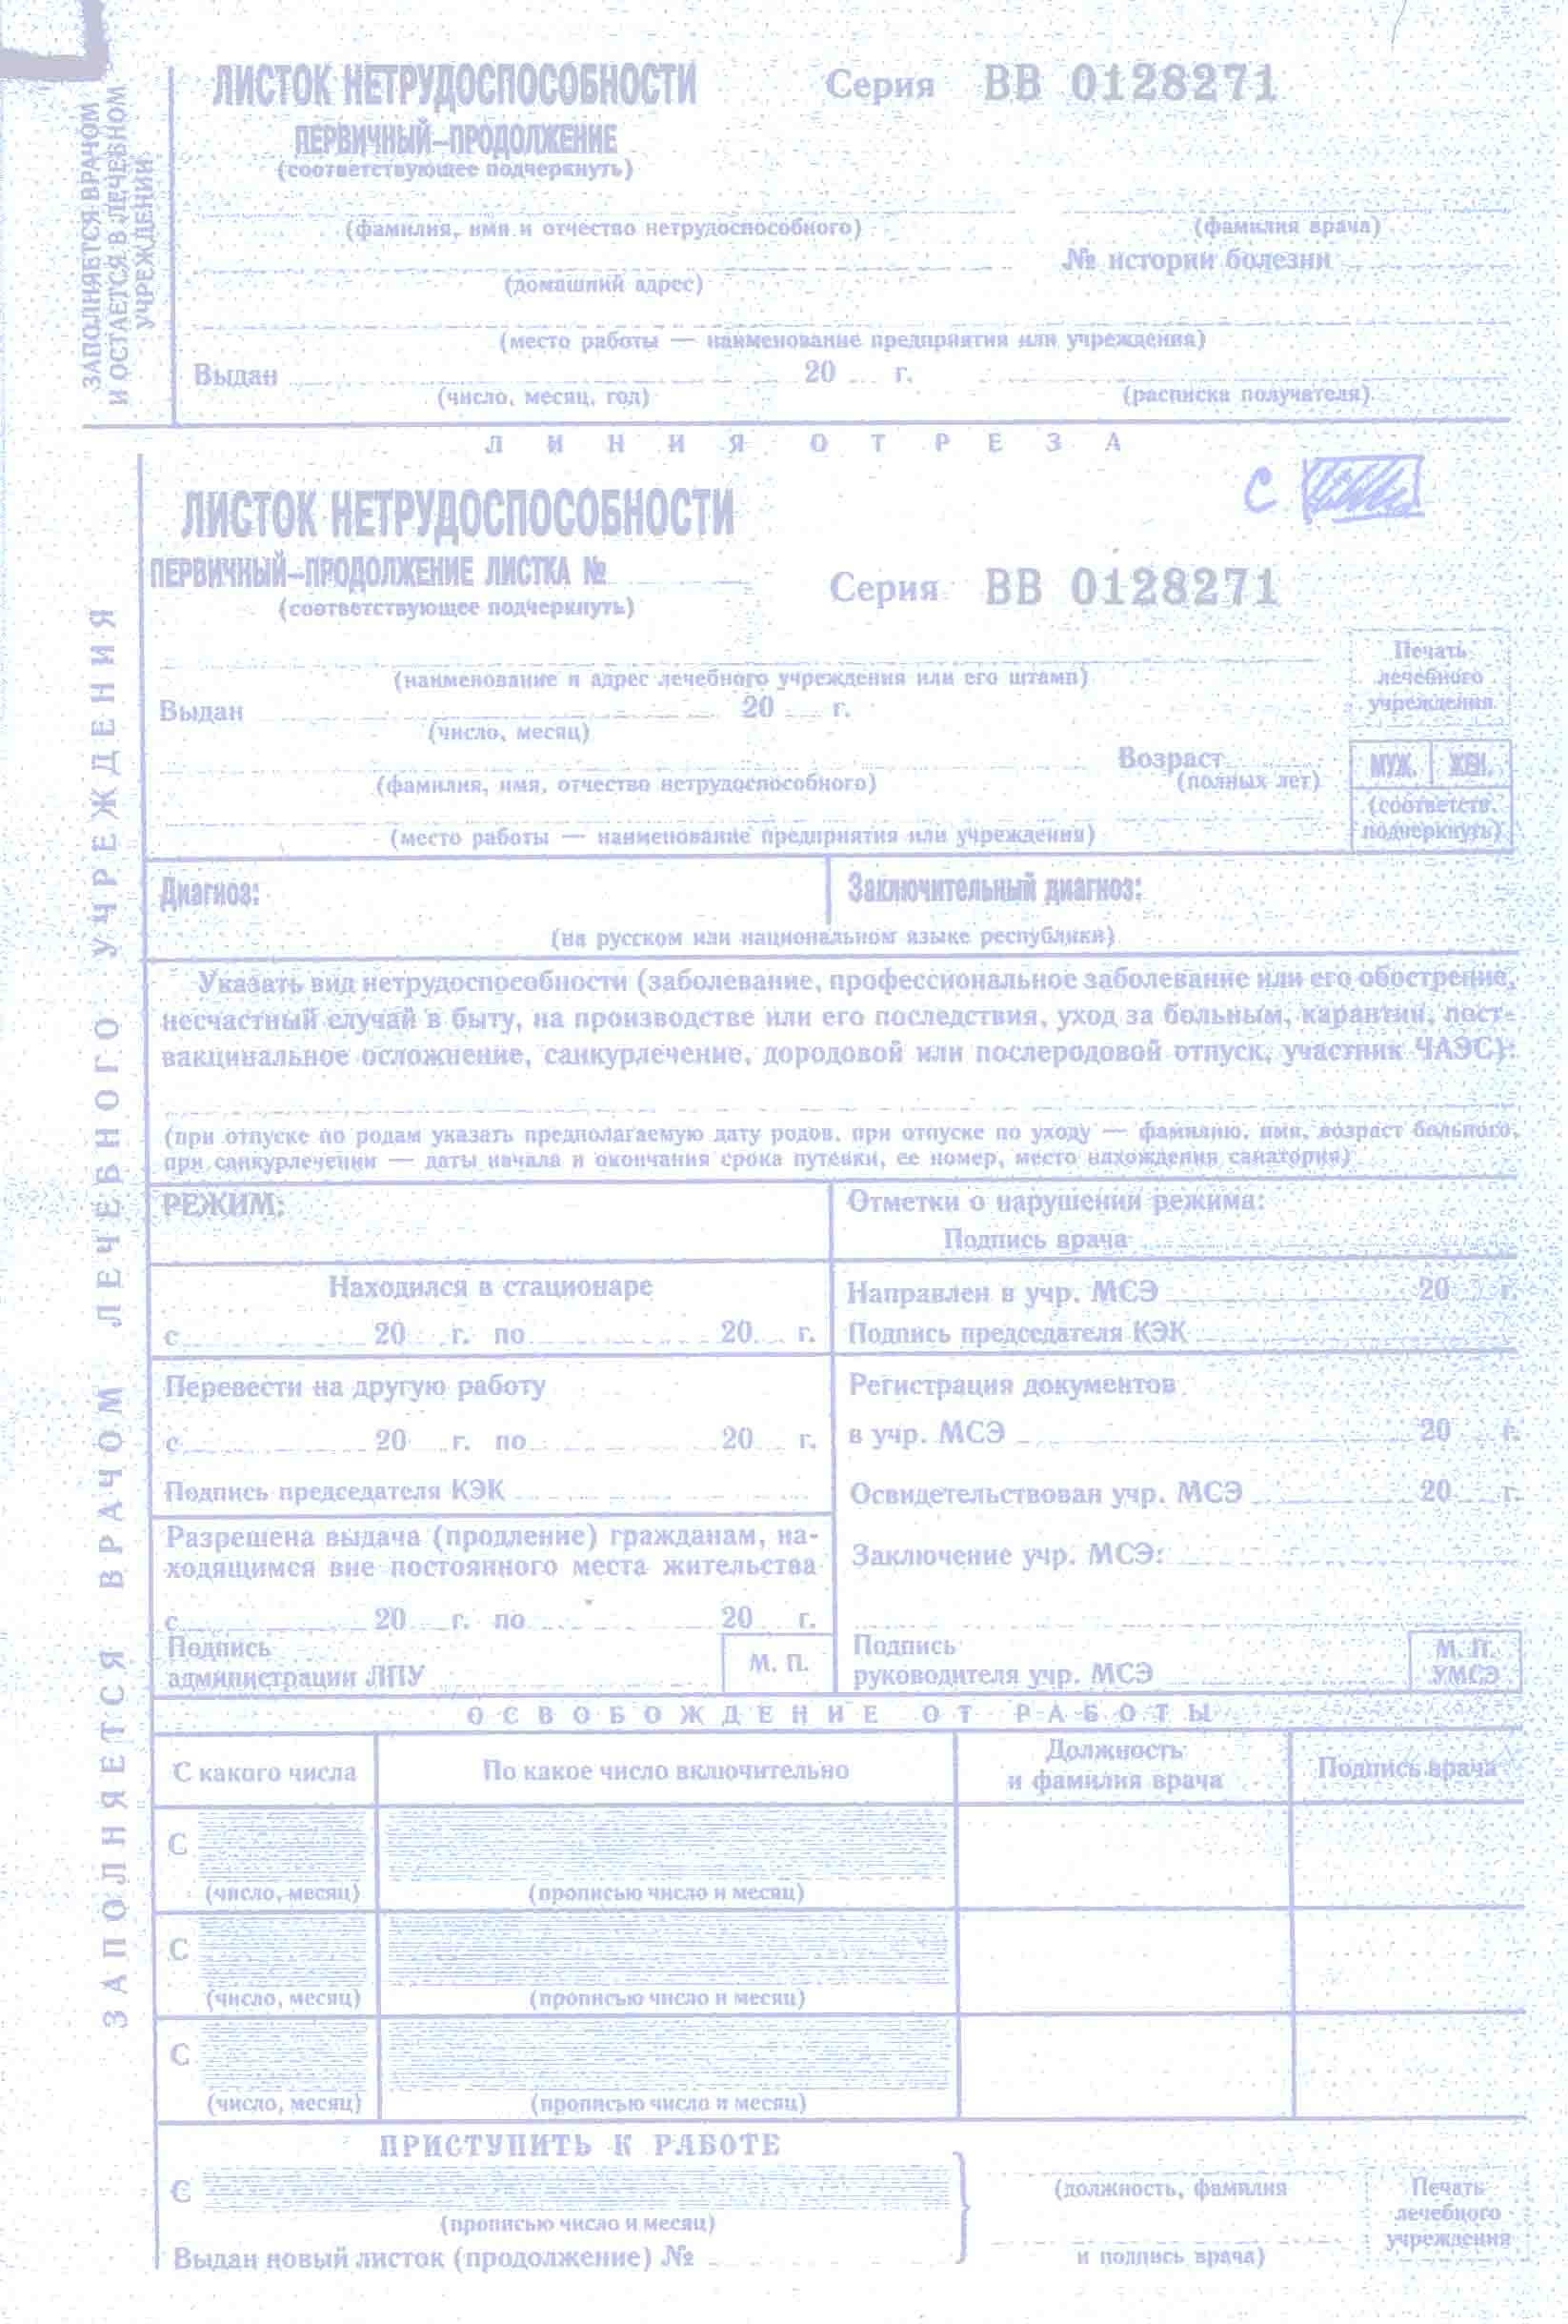 ЗАПОЛНЯЕТСЯ ВРАЧОМ
И ОСТАЕТСЯ В ЛЕЧЕБНОМ
УЧРЕЖДЕНИИ
ЛИСТОК НЕТРУДОСПОСОБНОСТИ Серия ВВ 0128271
ПЕРВИЧНЫЙ—ПРОДОЛЖЕНИЕ
(соответствующее подчеркнуть)
(фамилия, имя и отчество нетрудоспособного) (фамилия врача)
№ истории болезни
(домашний адрес)
(место работы — наименование предприятия или учреждения)
Выдан 20 г.
(число, месяц, год) (расписка получателя)
ЛИНИЯ ОТРЕЗА
С
ЗАПОЛНЯЕТСЯ ВРАЧОМ ЛЕЧЕБНОГО УЧРЕЖДЕНИЯ
ЛИСТОК НЕТРУДОСПОСОБНОСТИ
ПЕРВИЧНЫЙ—ПРОДОЛЖЕНИЕ ЛИСТКА № Серия ВВ 0128271
(соответствующее подчеркнуть)
Печать
лечебного
учреждения
(наименование и адрес лечебного учреждения или его штамп)
Выдан 20 г.
(число, месяц)
Возраст
(полных лет)
МУЖ. ЖЕН.
(соответств.
подчеркнуть)
(фамилия, имя, отчество нетрудоспособного)
(место работы — наименование предприятия или учреждения)
Диагноз: Заключительный диагноз:
(на русском или национальном языке республики)
Указать вид нетрудоспособности (заболевание, профессиональное заболевание или его обострение,
несчастный случай в быту, на производстве или его последствия, уход за больным, карантин, пост-
вакцинальное осложнение, санкурлечение, дородовой или послеродовой отпуск, участник ЧАЭС):
(при отпуске по родам указать предполагаемую дату родов, при отпуске по уходу — фамилию, имя, возраст больного,
при санкурлечении — даты начала и окончания срока путевки, ее номер, место нахождения санатория)
РЕЖИМ: Отметки о нарушении режима:
Подпись врача
Находился в стационаре
с 20 г. по 20 г.
Направлен в учр. МСЭ 20 г.
Подпись председателя КЭК
Перевести на другую работу
с 20 г. по 20 г.
Подпись председателя КЭК
Регистрация документов
в учр. МСЭ 20 г.
Освидетельствован учр. МСЭ 20 г.
Разрешена выдача (продление) гражданам, на-
ходящимся вне постоянного места жительства
с 20 г. по 20 г.
Подпись
администрации ЛПУ М. П.
Заключение учр. МСЭ:
Подпись
руководителя учр. МСЭ
М. П.
УМСЭ
ОСВОБОЖДЕНИЕ ОТ РАБОТЫ
С какого числа По какое число включительно Должность
и фамилия врача Подпись врача
С
(число, месяц) (прописью число и месяц)
С
(число, месяц) (прописью число и месяц)
С
(число, месяц) (прописью число и месяц)
ПРИСТУПИТЬ К РАБОТЕ
С
(прописью число и месяц)
Выдан новый листок (продолжение) №
(должность, фамилия
и подпись врача)
Печать
лечебного
учреждения